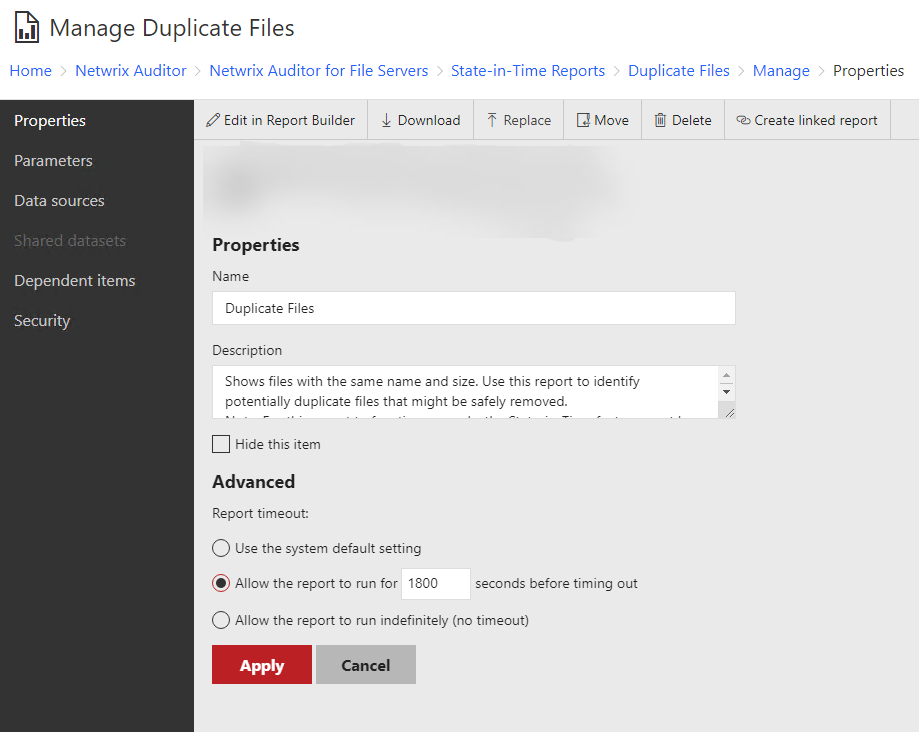 Manage Duplicate Files
Home > Netwrix Auditor > Netwrix Auditor for File Servers > State-in-Time Reports > Duplicate Files > Manage > Properties
Properties
Parameters
Data sources
Shared datasets
Dependent items
Security
Edit in Report Builder
Download
Replace
Move
Delete
Create linked report
Properties
Name
Duplicate Files
Description
Shows files with the same name and size. Use this report to identify
potentially duplicate files that might be safely removed.
Hide this item
Advanced
Report timeout:
Use the system default setting
Allow the report to run for 1800 seconds before timing out
Allow the report to run indefinitely (no timeout)
Apply
Cancel